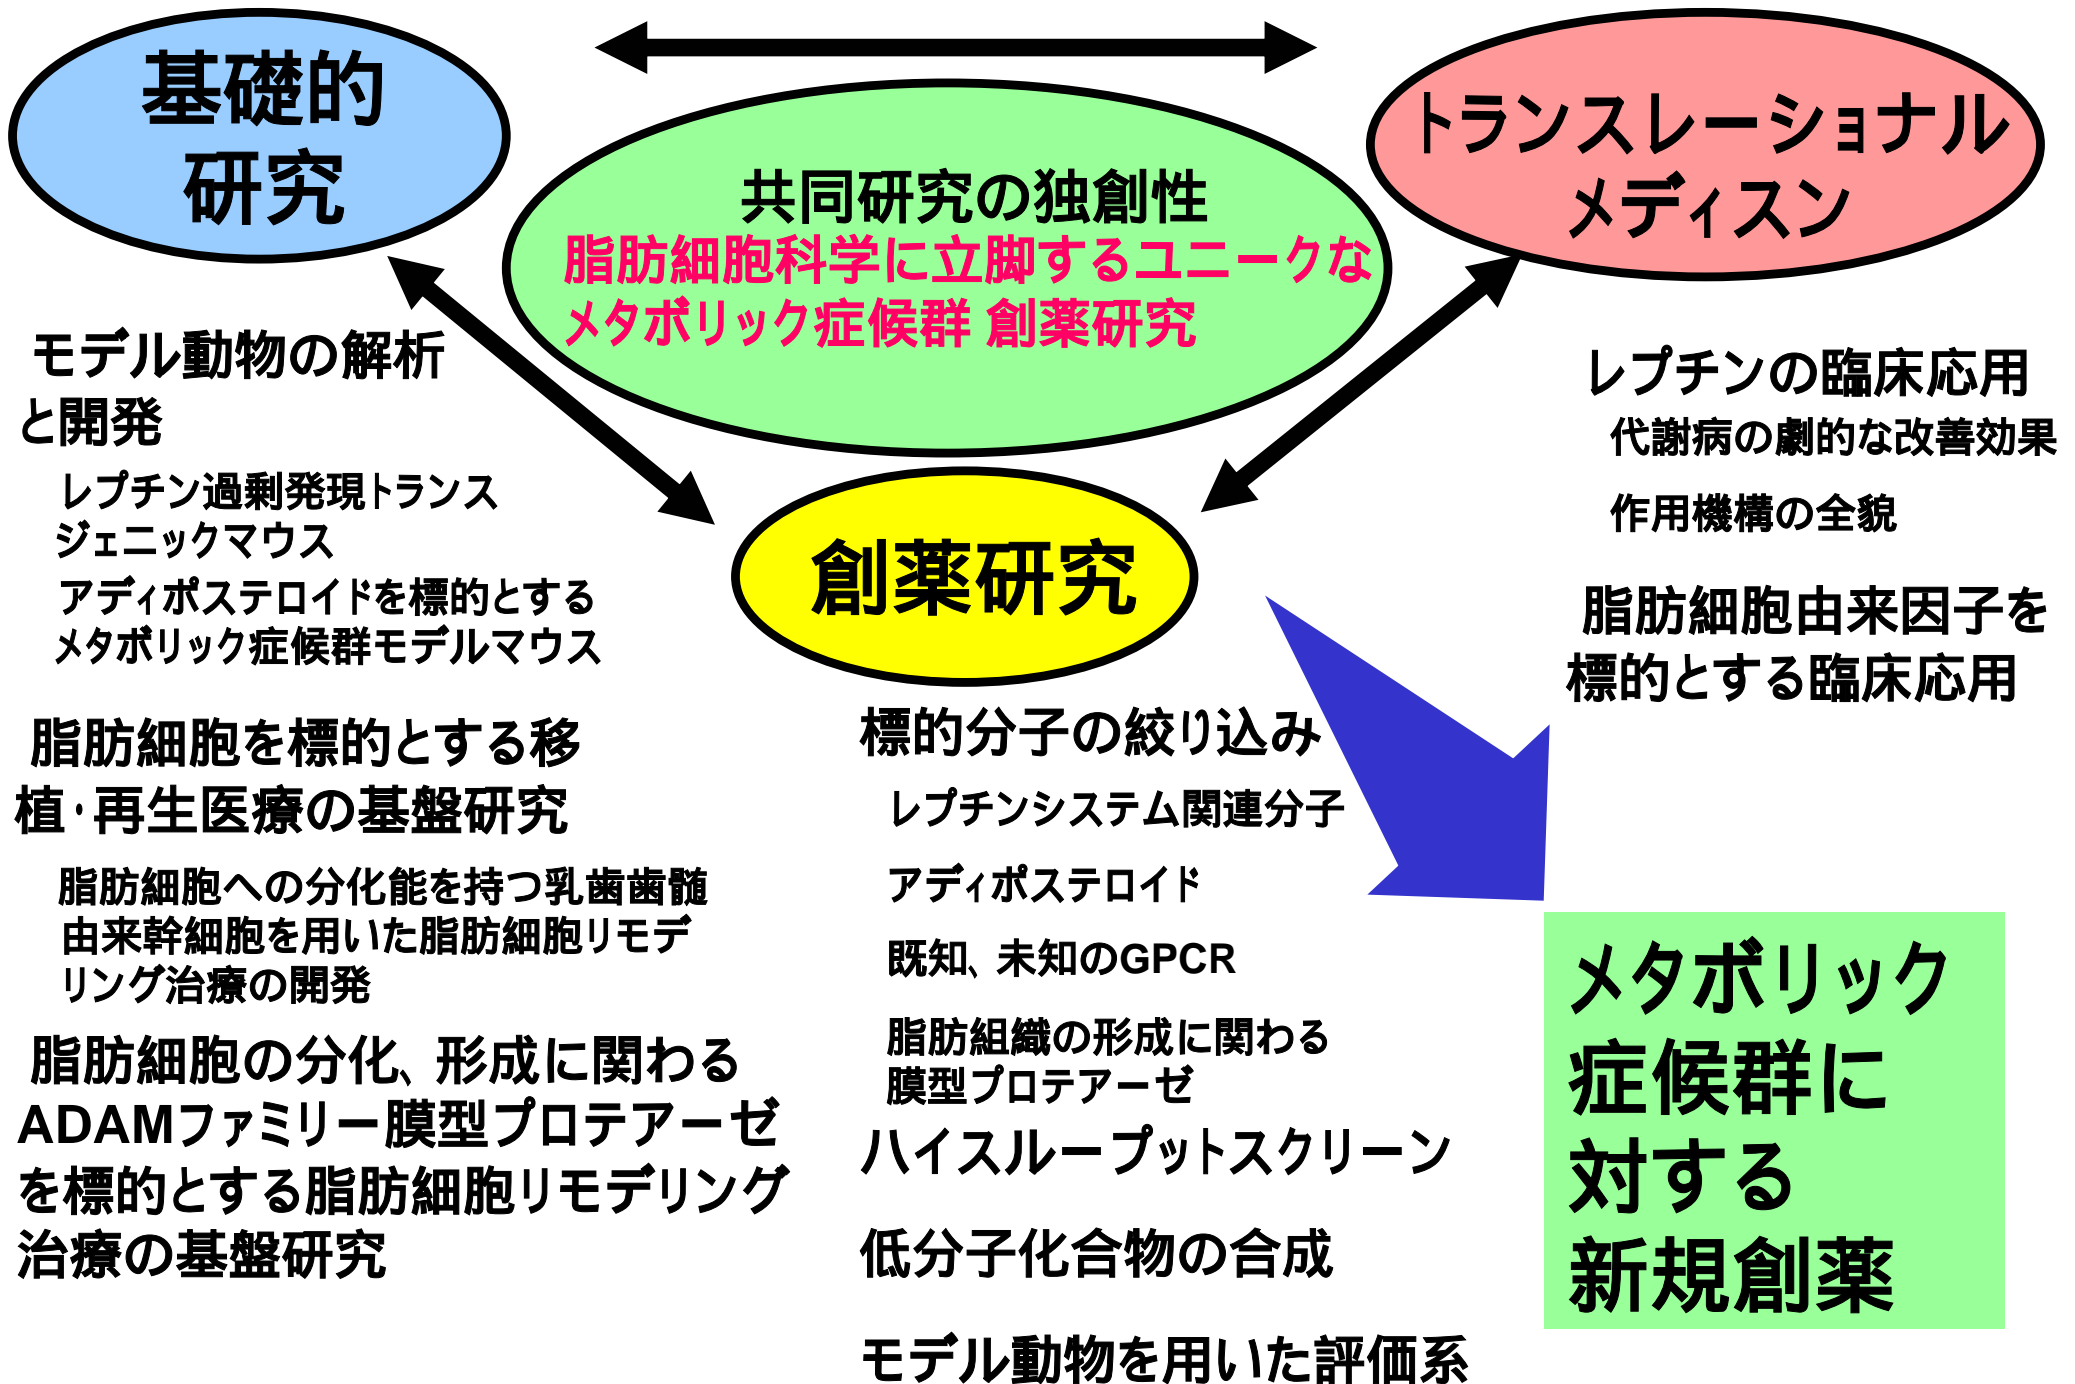 基礎的
研究
トランスレーショナル
メディスン
共同研究の独創性
脂肪細胞科学に立脚するユニークな
メタボリック症候群 創薬研究
創薬研究
モデル動物の解析
と開発
レプチン過剰発現トランス
ジェニックマウス
アディポステロイドを標的とする
メタボリック症候群モデルマウス
脂肪細胞を標的とする移
植・再生医療の基盤研究
脂肪細胞への分化能を持つ乳歯歯髄
由来幹細胞を用いた脂肪細胞リモデ
リング治療の開発
脂肪細胞の分化、形成に関わる
ADAMファミリー膜型プロテアーゼ
を標的とする脂肪細胞リモデリング
治療の基盤研究
標的分子の絞り込み
レプチンシステム関連分子
アディポステロイド
既知、未知のGPCR
脂肪組織の形成に関わる
膜型プロテアーゼ
ハイスループットスクリーン
低分子化合物の合成
モデル動物を用いた評価系
レプチンの臨床応用
代謝病の劇的な改善効果
作用機構の全貌
脂肪細胞由来因子を
標的とする臨床応用
メタボリック
症候群に
対する
新規創薬